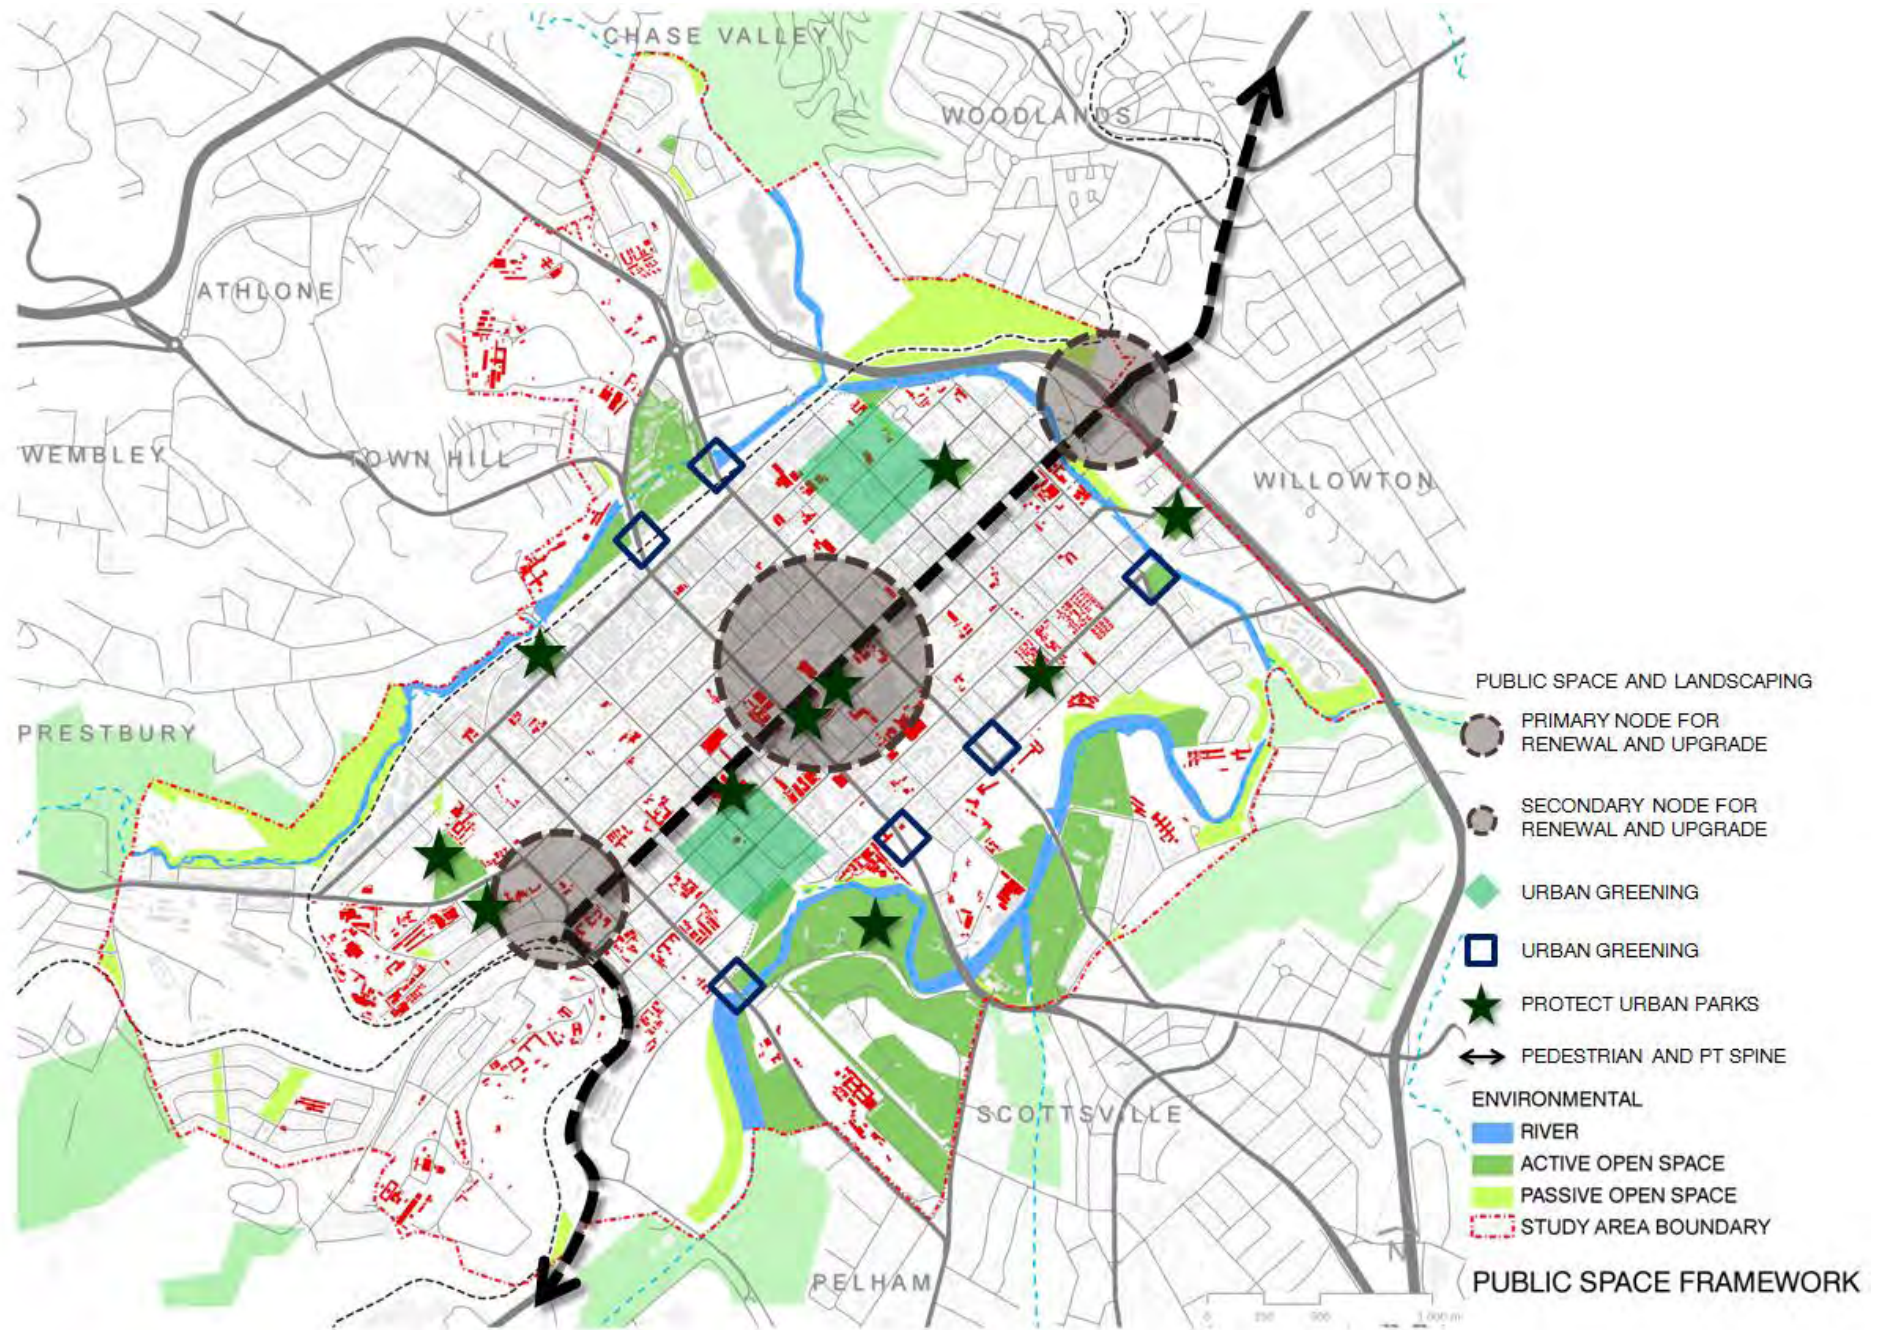 CHASE VALLEY
WOODLANDS
ATHLONE
WEMBLEY
TOWN HILL
WILLOWTON
PRESTBURY
SCOTTSVILLE
PELHAM
PUBLIC SPACE AND LANDSCAPING
PRIMARY NODE FOR
RENEWAL AND UPGRADE
SECONDARY NODE FOR
RENEWAL AND UPGRADE
URBAN GREENING
URBAN GREENING
PROTECT URBAN PARKS
PEDESTRIAN AND PT SPINE
ENVIRONMENTAL
RIVER
ACTIVE OPEN SPACE
PASSIVE OPEN SPACE
STUDY AREA BOUNDARY
N
PUBLIC SPACE FRAMEWORK
0